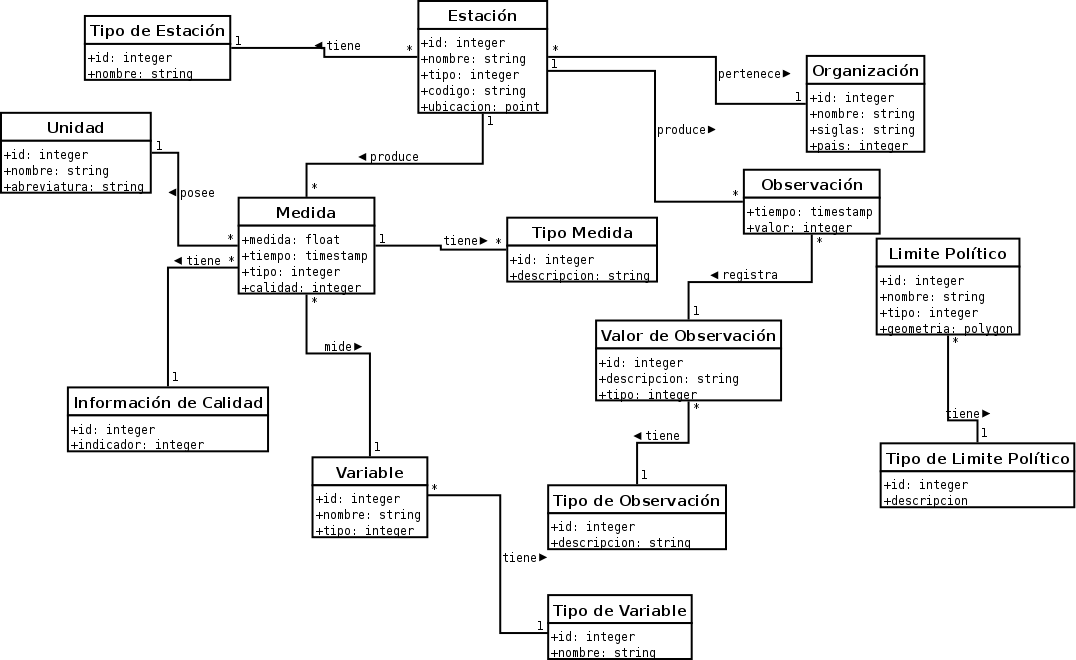 Estación
+id: integer
+nombre: string
+tipo: integer
+codigo: string
+ubicacion: point
Tipo de Estación
+id: integer
+nombre: string
1
◄ tiene
*
*
1
pertenece►
1
Organización
+id: integer
+nombre: string
+siglas: string
+pais: integer
Unidad
+id: integer
+nombre: string
+abreviatura: string
1
◄ posee
*
1
◄ produce
*
produce►
*
Observación
+tiempo: timestamp
+valor: integer
*
Medida
+medida: float
+tiempo: timestamp
+tipo: integer
+calidad: integer
1
tiene►
*
Tipo Medida
+id: integer
+descripcion: string
◄ tiene
*
1
◄ registra
1
Limite Político
+id: integer
+nombre: string
+tipo: integer
+geometria: polygon
*
tiene►
1
Valor de Observación
+id: integer
+descripcion: string
+tipo: integer
*
◄ tiene
1
*
mide►
1
Información de Calidad
+id: integer
+indicador: integer
Tipo de Limite Político
+id: integer
+descripcion
Variable
+id: integer
+nombre: string
+tipo: integer
*
tiene►
1
Tipo de Observación
+id: integer
+descripcion: string
Tipo de Variable
+id: integer
+nombre: string